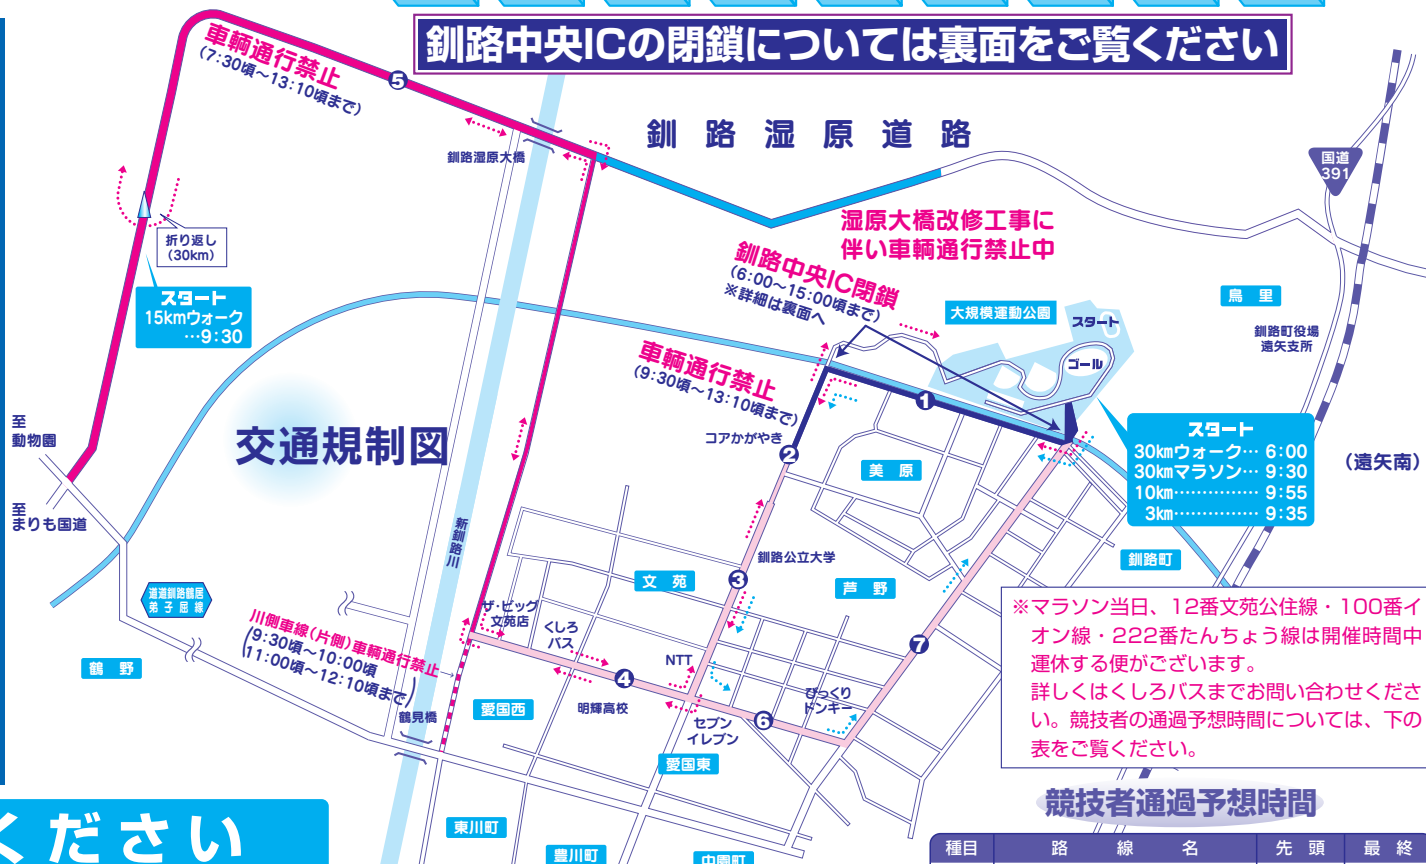 釧路中央ICの閉鎖については裏面をご覧ください
車輌通行禁止
(7:30頃～13:10頃まで)
⑤
釧路湿原道路
国道
391
釧路湿原大橋
湿原大橋改修工事に
伴い車輌通行禁止中
折り返し
(30km)
スタート
15kmウォーク
…9:30
釧路中央IC閉鎖
(6:00～15:00頃まで)
※詳細は裏面へ
大規模運動公園
スタート
ゴール
鳥里
釧路町役場
遠矢支所
車輌通行禁止
(9:30頃～13:10頃まで)
①
至
動物園
交通規制図
コアかがやき
②
美原
スタート
30kmウォーク… 6:00
30kmマラソン… 9:30
10km…………… 9:55
3km…………… 9:35
(遠矢南)
至
まりも国道
新釧路川
釧路公立大学
釧路町
道道釧路鶴居
弟子屈線
文苑
③
芦野
ザ・ビッグ
文苑店
くしろ
バス
川側車線(片側)車輌通行禁止
(9:30頃～10:00頃
11:00頃～12:10頃まで)
⑦
※マラソン当日、12番文苑公住線・100番イ
オン線・222番たんちょう線は開催時間中
運休する便がございます。
詳しくはくしろバスまでお問い合わせくださ
い。競技者の通過予想時間については、下の
表をご覧ください。
鶴野
NTT
④
びっくり
ドンキー
鶴見橋
愛国西
明輝高校
セブン
イレブン
⑥
愛国東
競技者通過予想時間
ください
東川町
豊川町
中園町
種目 路線名 先頭 最終